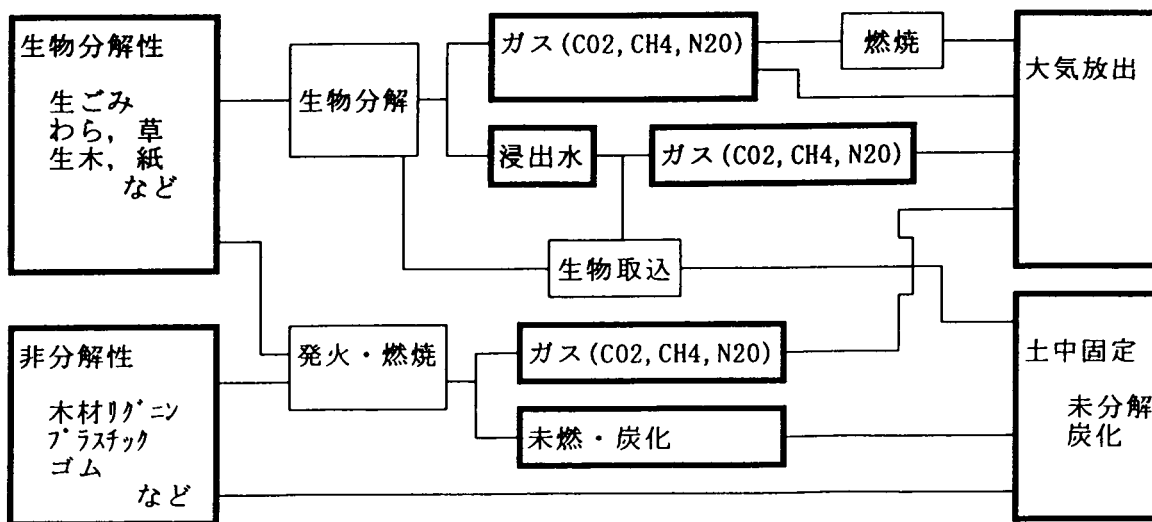 生物分解性
生ごみ
わら, 草
生木, 紙
など
生物分解
ガス(CO2, CH4, N2O)
燃焼
大気放出
浸出水
ガス(CO2, CH4, N2O)
生物取込
非分解性
木材ﾘｸﾞﾆﾝ
ﾌﾟﾗｽﾁｯｸ
ゴム
など
発火・燃焼
ガス(CO2, CH4, N2O)
未燃・炭化
土中固定
未分解
炭化